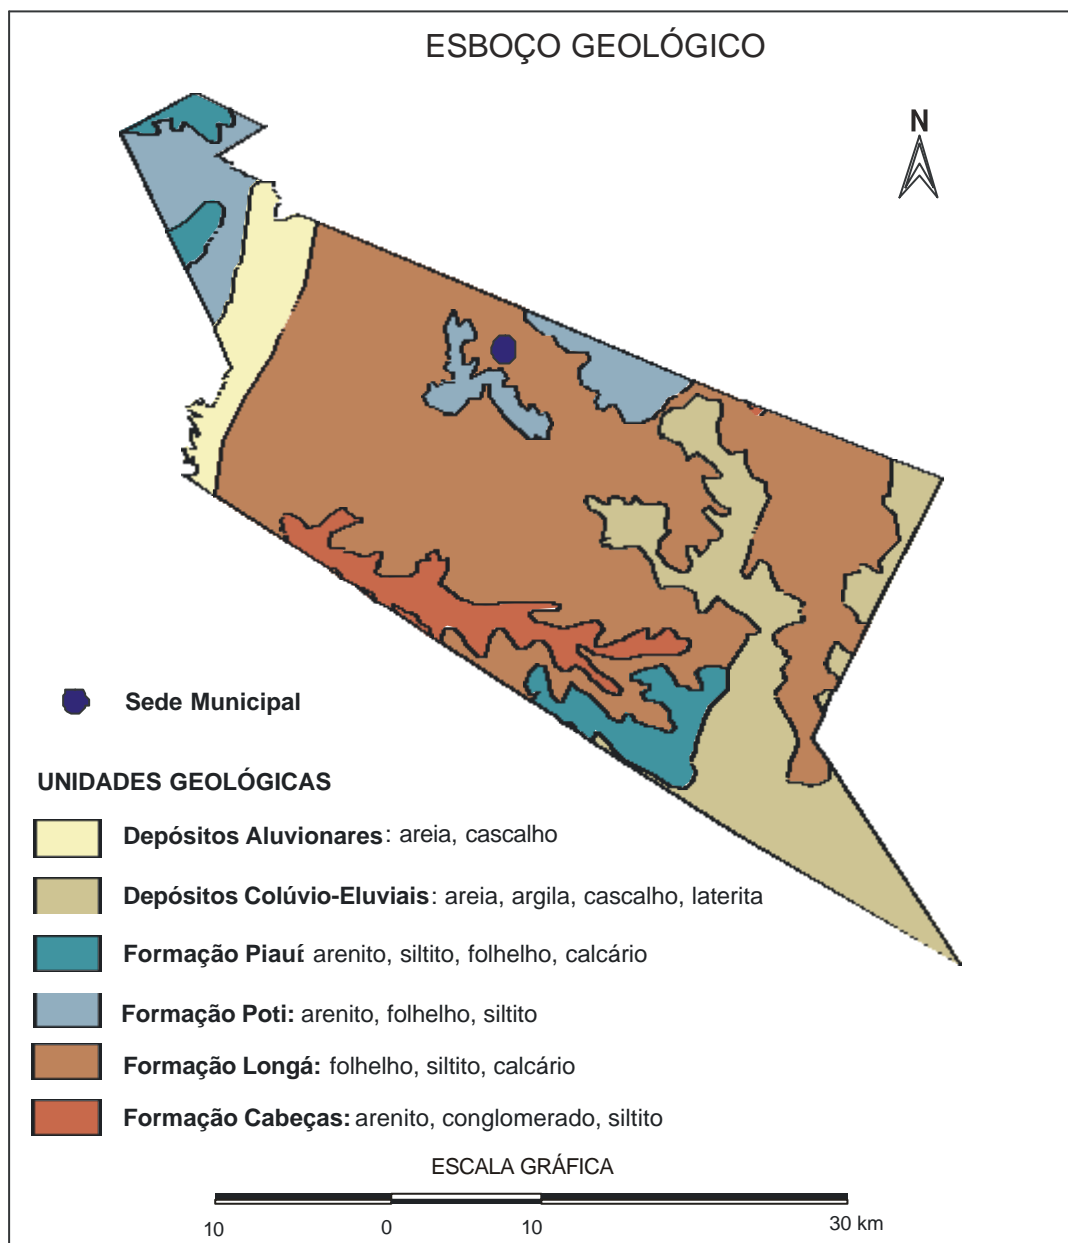 ESBOÇO GEOLÓGICO
N
Sede Municipal
UNIDADES GEOLÓGICAS
Depósitos Aluvionares: areia, cascalho
Depósitos Colúvio-Eluviais: areia, argila, cascalho, laterita
Formação Piauí: arenito, siltito, folhelho, calcário
Formação Poti: arenito, folhelho, siltito
Formação Longá: folhelho, siltito, calcário
Formação Cabeças: arenito, conglomerado, siltito
ESCALA GRÁFICA
10 0 10 30 km